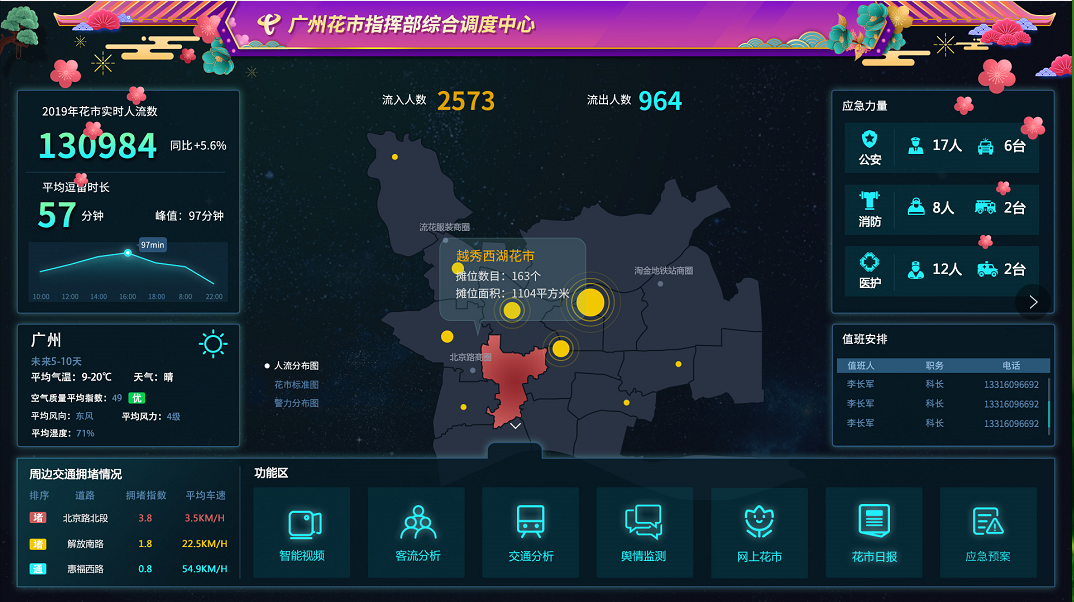 广州花市指挥部综合调度中心
流入人数 2573
流出人数 964
2019年花市实时人流数
130984 同比+5.6%
平均逗留时长
57 分钟 峰值：97分钟
97min
10:00 12:00 14:00 16:00 18:00 8:00 22:00
广州
未来5-10天
平均气温：9-20℃ 天气：晴
空气质量平均指数：49 优
平均风向：东风 平均风力：4级
平均湿度：71%
流花服装商圈
越秀西湖花市
摊位数目：163个
摊位面积：1104平方米
淘金地铁站商圈
北京路商圈
人流分布图
花市标准图
警力分布图
应急力量
公安 17人 6台
消防 8人 2台
医护 12人 2台
值班安排
值班人 职务 电话
李长军 科长 13316096692
李长军 科长 13316096692
李长军 科长 13316096692
周边交通拥堵情况
排序 道路 拥堵指数 平均车速
堵 北京路北段 3.8 3.5KM/H
堵 解放南路 1.8 22.5KM/H
通 惠福西路 0.8 54.9KM/H
功能区
智能视频
客流分析
交通分析
舆情监测
网上花市
花市日报
应急预案